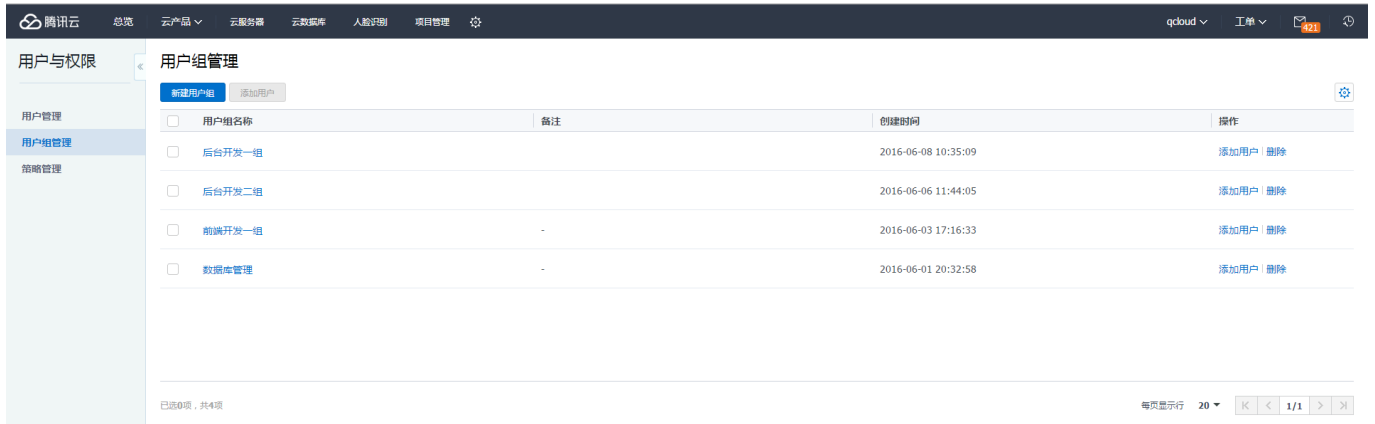 腾讯云 总览 云产品 云服务器 云数据库 人脸识别 项目管理 qcloud 工单 421
用户与权限
用户管理
用户组管理
策略管理
用户组管理
新建用户组 添加用户
用户组名称 备注 创建时间 操作
后台开发一组 2016-06-08 10:35:09 添加用户 删除
后台开发二组 2016-06-06 11:44:05 添加用户 删除
前端开发一组 - 2016-06-03 17:16:33 添加用户 删除
数据库管理 - 2016-06-01 20:32:58 添加用户 删除
已选0项，共4项 每页显示行 20 1/1